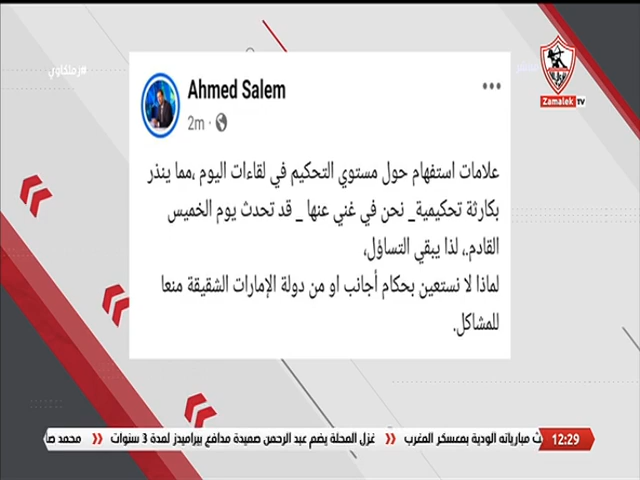 #زملكاوي
Zamalek TV
Ahmed Salem
2m
علامات استفهام حول مستوي التحكيم في لقاءات اليوم ،مما ينذر
بكارثة تحكيمية_ نحن في غني عنها _ قد تحدث يوم الخميس
القادم.، لذا يبقي التساؤل،
لماذا لا نستعين بحكام أجانب او من دولة الإمارات الشقيقة منعا
للمشاكل.
12:29 ث مبارياته الودية بمعسكر المغرب غزل المحلة يضم عبد الرحمن صميدة مدافع بيراميدز لمدة 3 سنوات محمد صا